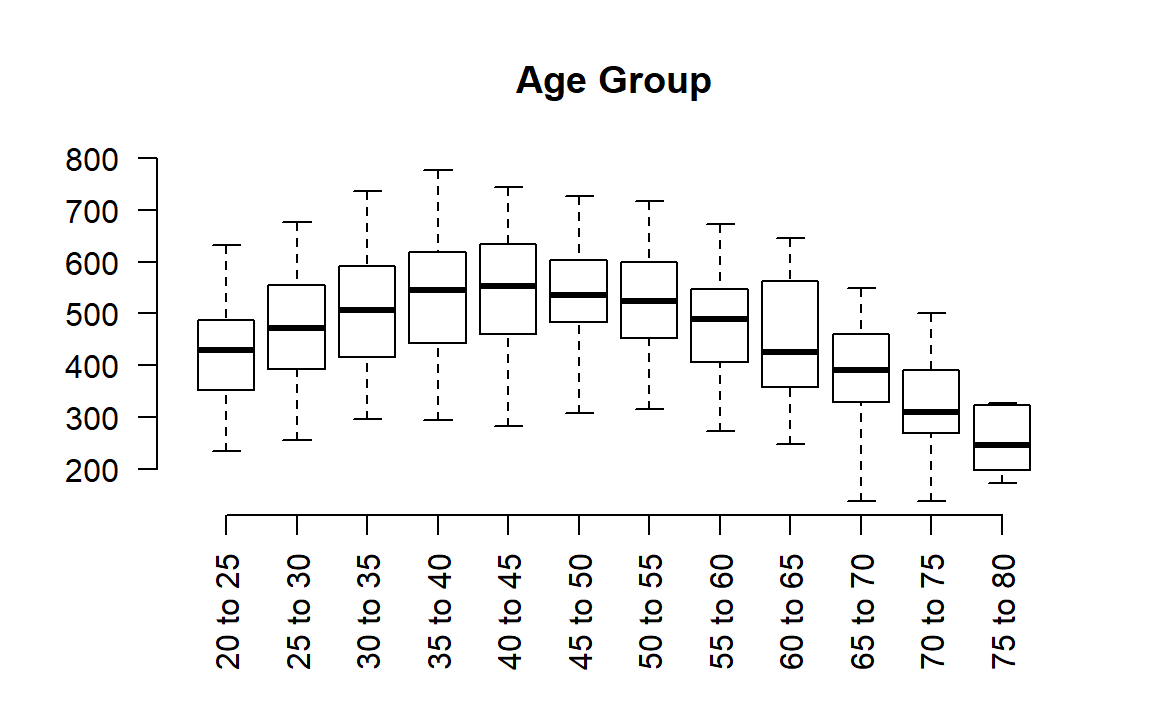 Age Group
800
700
600
500
400
300
200
20 to 25
25 to 30
30 to 35
35 to 40
40 to 45
45 to 50
50 to 55
55 to 60
60 to 65
65 to 70
70 to 75
75 to 80